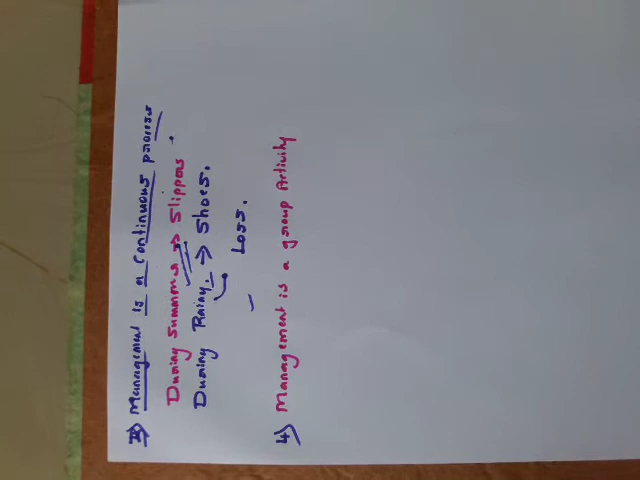 3) Management is a continuous process
During Summer => Slippers.
During Rainy. => Shoes.
Loss.
4) Management is a group Activity